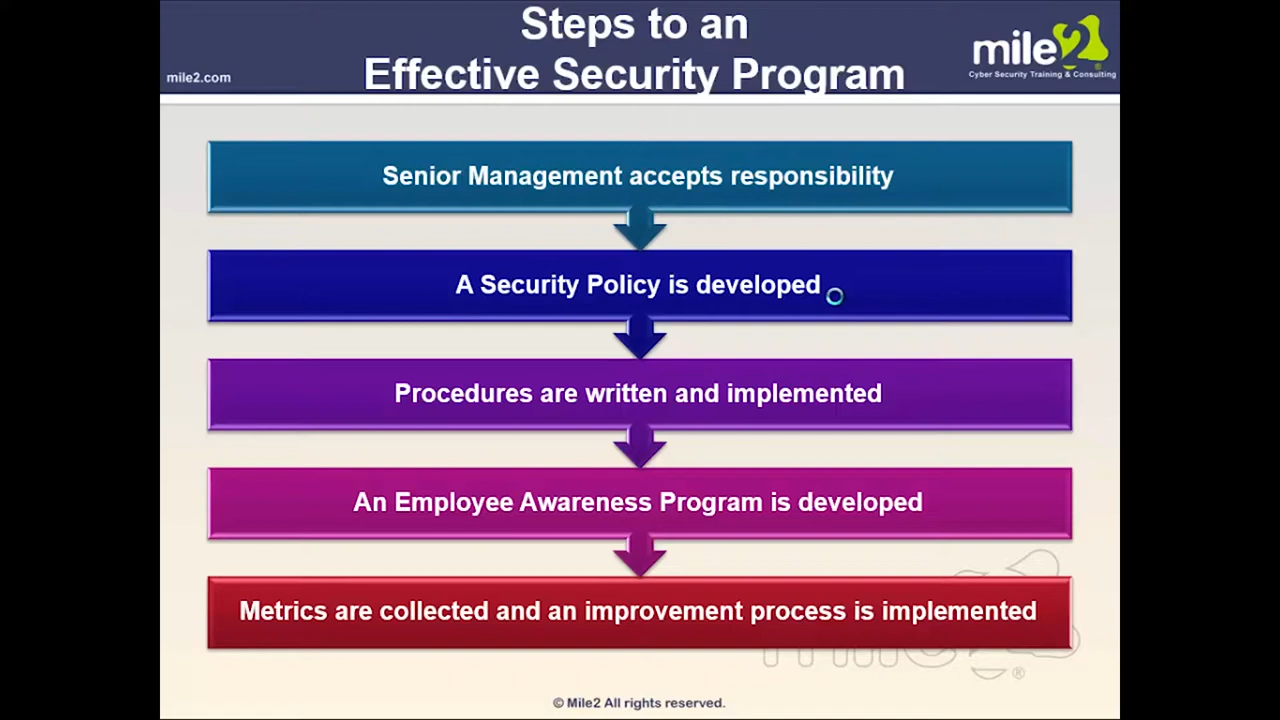 Steps to an
Effective Security Program
mile2.com
mile2
Cyber Security Training & Consulting
Senior Management accepts responsibility
A Security Policy is developed
Procedures are written and implemented
An Employee Awareness Program is developed
Metrics are collected and an improvement process is implemented
mile2
®
© Mile2 All rights reserved.